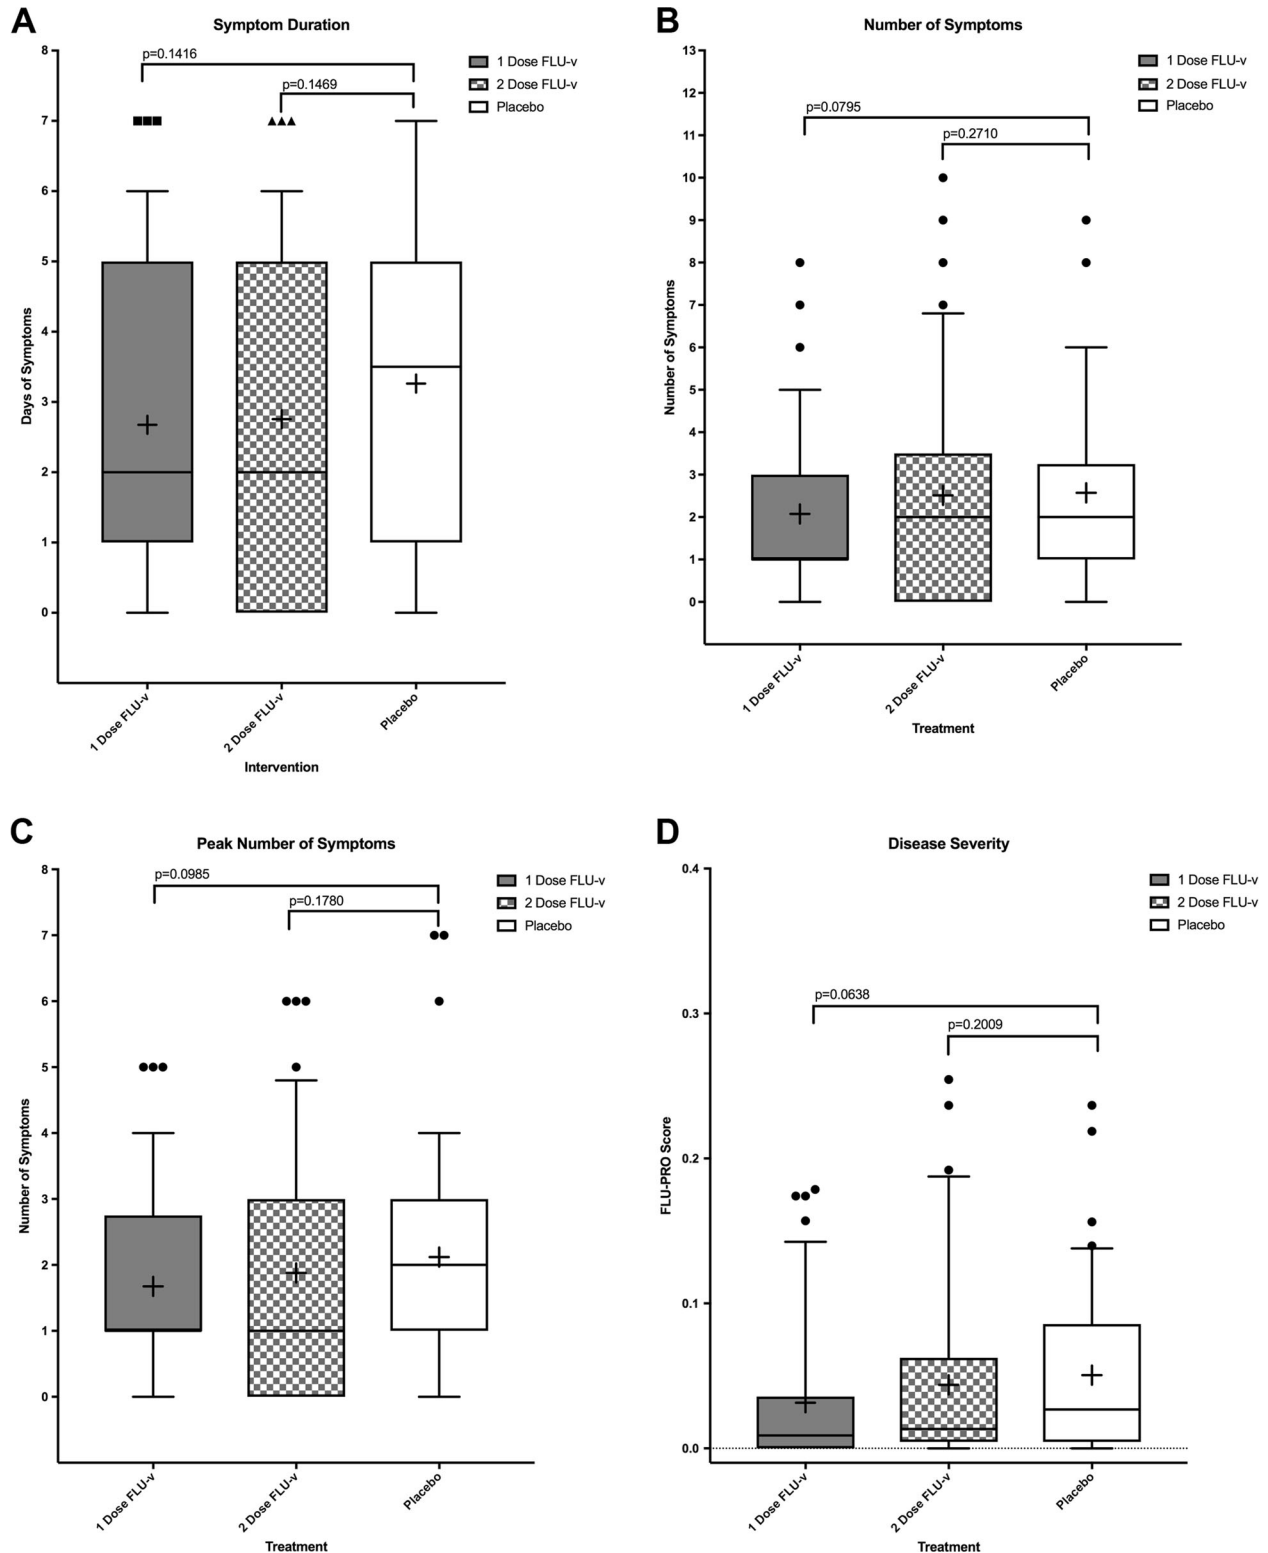 A
Symptom Duration
8
7
6
5
4
3
2
1
0
Days of Symptoms
p=0.1416
p=0.1469
1 Dose FLU-v
2 Dose FLU-v
Placebo
1 Dose FLU-v
2 Dose FLU-v
Placebo
Intervention
B
Number of Symptoms
13
12
11
10
9
8
7
6
5
4
3
2
1
0
Number of Symptoms
p=0.0795
p=0.2710
1 Dose FLU-v
2 Dose FLU-v
Placebo
1 Dose FLU-v
2 Dose FLU-v
Placebo
Treatment
C
Peak Number of Symptoms
8
7
6
5
4
3
2
1
0
Number of Symptoms
p=0.0985
p=0.1780
1 Dose FLU-v
2 Dose FLU-v
Placebo
1 Dose FLU-v
2 Dose FLU-v
Placebo
Treatment
D
Disease Severity
0.4
0.3
0.2
0.1
0.0
FLU-PRO Score
p=0.0638
p=0.2009
1 Dose FLU-v
2 Dose FLU-v
Placebo
1 Dose FLU-v
2 Dose FLU-v
Placebo
Treatment